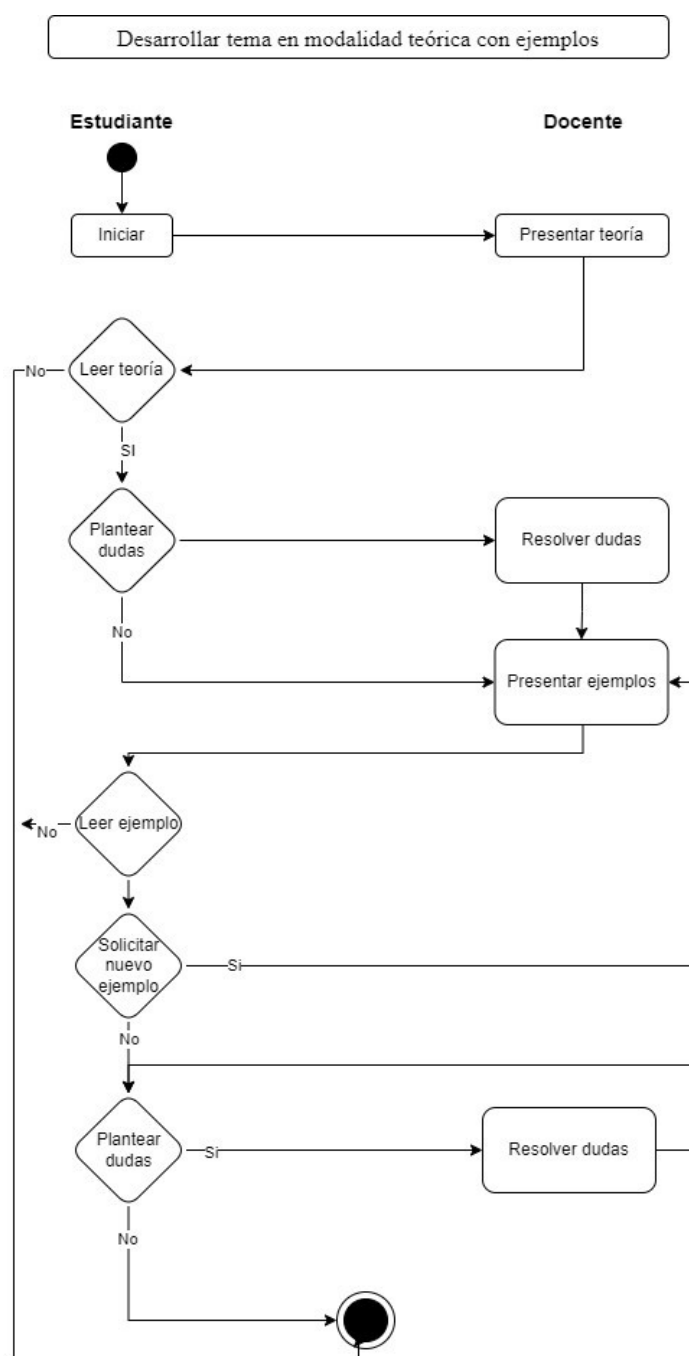 Desarrollar tema en modalidad teórica con ejemplos
Estudiante
Docente
Iniciar
Presentar teoría
No
Leer teoría
SI
Plantear
dudas
Resolver dudas
No
Presentar ejemplos
No
Leer ejemplo
Solicitar
nuevo
ejemplo
Si
No
Plantear
dudas
Si
Resolver dudas
No